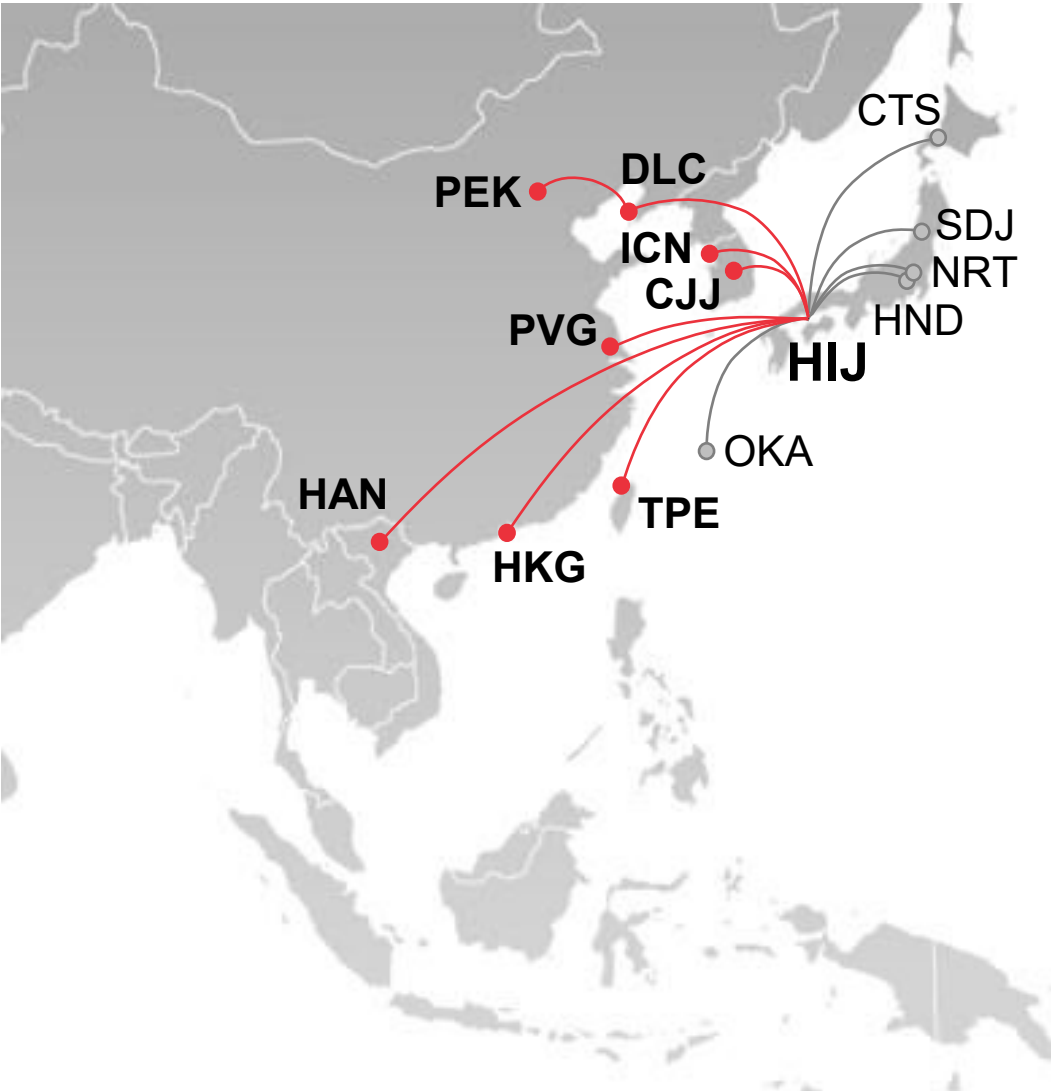 CTS
DLC
PEK
SDJ
ICN
NRT
CJJ
HND
PVG
HIJ
OKA
HAN
TPE
HKG